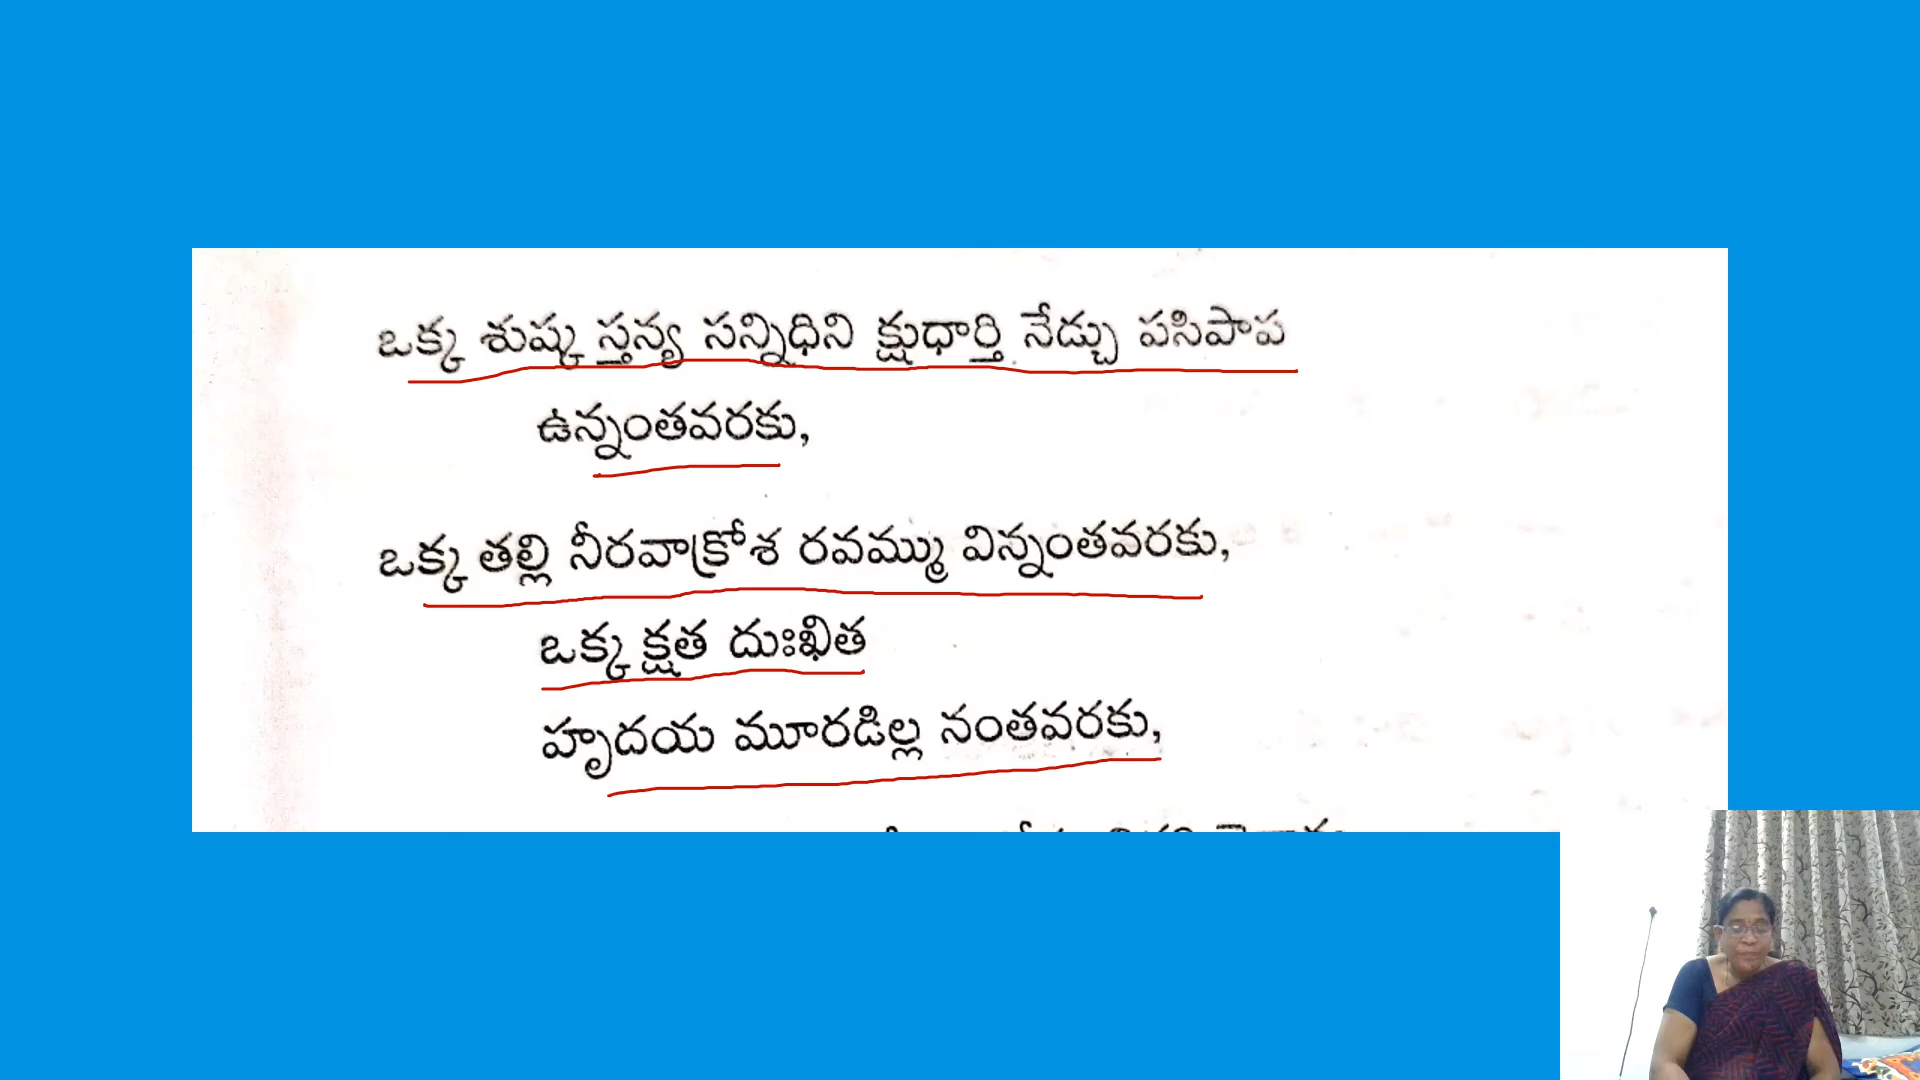 ఒక్క శుష్క స్తన్య సన్నిధిని క్షుధార్తి నేడ్చు పసిపాప
ఉన్నంతవరకు,
ఒక్క తల్లి నీరవాక్రోశ రవమ్ము విన్నంతవరకు,
ఒక్క క్షత దుఃఖిత
హృదయ మూరడిల్ల నంతవరకు,